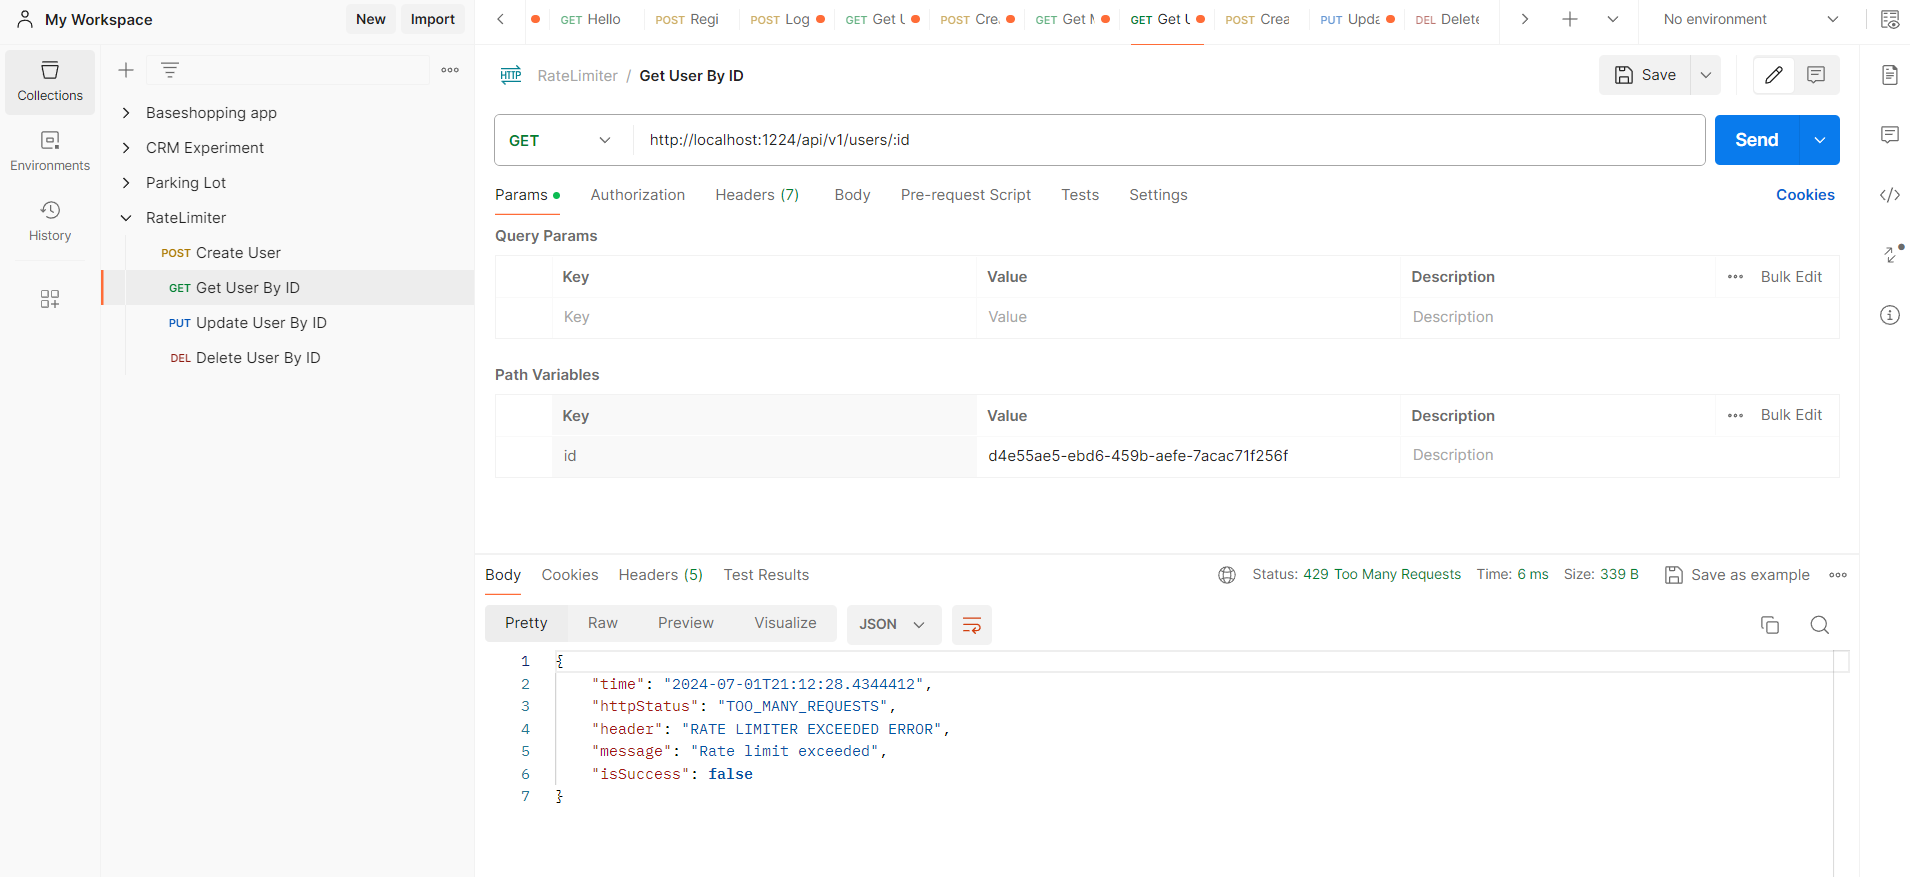 My Workspace
New
Import
GET Hello
POST Regi
POST Log
GET Get U
POST Cre
GET Get M
GET Get U
POST Crea
PUT Upda
DEL Delete
No environment
Collections
Environments
History
Baseshopping app
CRM Experiment
Parking Lot
RateLimiter
POST Create User
GET Get User By ID
PUT Update User By ID
DEL Delete User By ID
HTTP RateLimiter / Get User By ID
Save
GET http://localhost:1224/api/v1/users/:id
Send
Params Authorization Headers (7) Body Pre-request Script Tests Settings Cookies
Query Params
Key Value Description Bulk Edit
Key Value Description
Path Variables
Key Value Description Bulk Edit
id d4e55ae5-ebd6-459b-aefe-7acac71f256f Description
Body Cookies Headers (5) Test Results
Status: 429 Too Many Requests Time: 6 ms Size: 339 B Save as example
Pretty Raw Preview Visualize JSON
1 {
2 "time": "2024-07-01T21:12:28.4344412",
3 "httpStatus": "TOO_MANY_REQUESTS",
4 "header": "RATE LIMITER EXCEEDED ERROR",
5 "message": "Rate limit exceeded",
6 "isSuccess": false
7 }